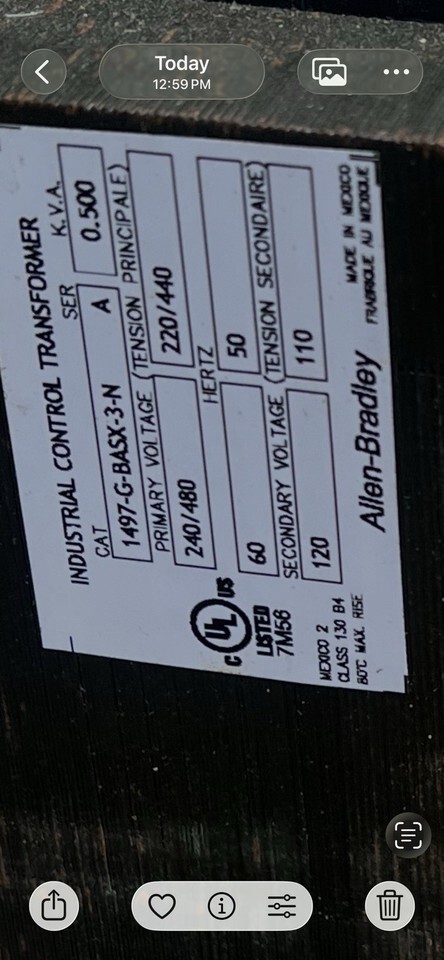 Today
12:59 PM
INDUSTRIAL CONTROL TRANSFORMER
CAT SER K.V.A.
1497-G-BASX-3-N A 0.500
PRIMARY VOLTAGE (TENSION PRINCIPALE)
240/480 220/440
HERTZ
60 50
SECONDARY VOLTAGE (TENSION SECONDAIRE)
120 110
C UL US
LISTED
7M56
Allen-Bradley
MEXICO 2
CLASS 130 B4
80°C MAX. RISE
MADE IN MEXICO
FRABRIQUE AU MEXIQUE